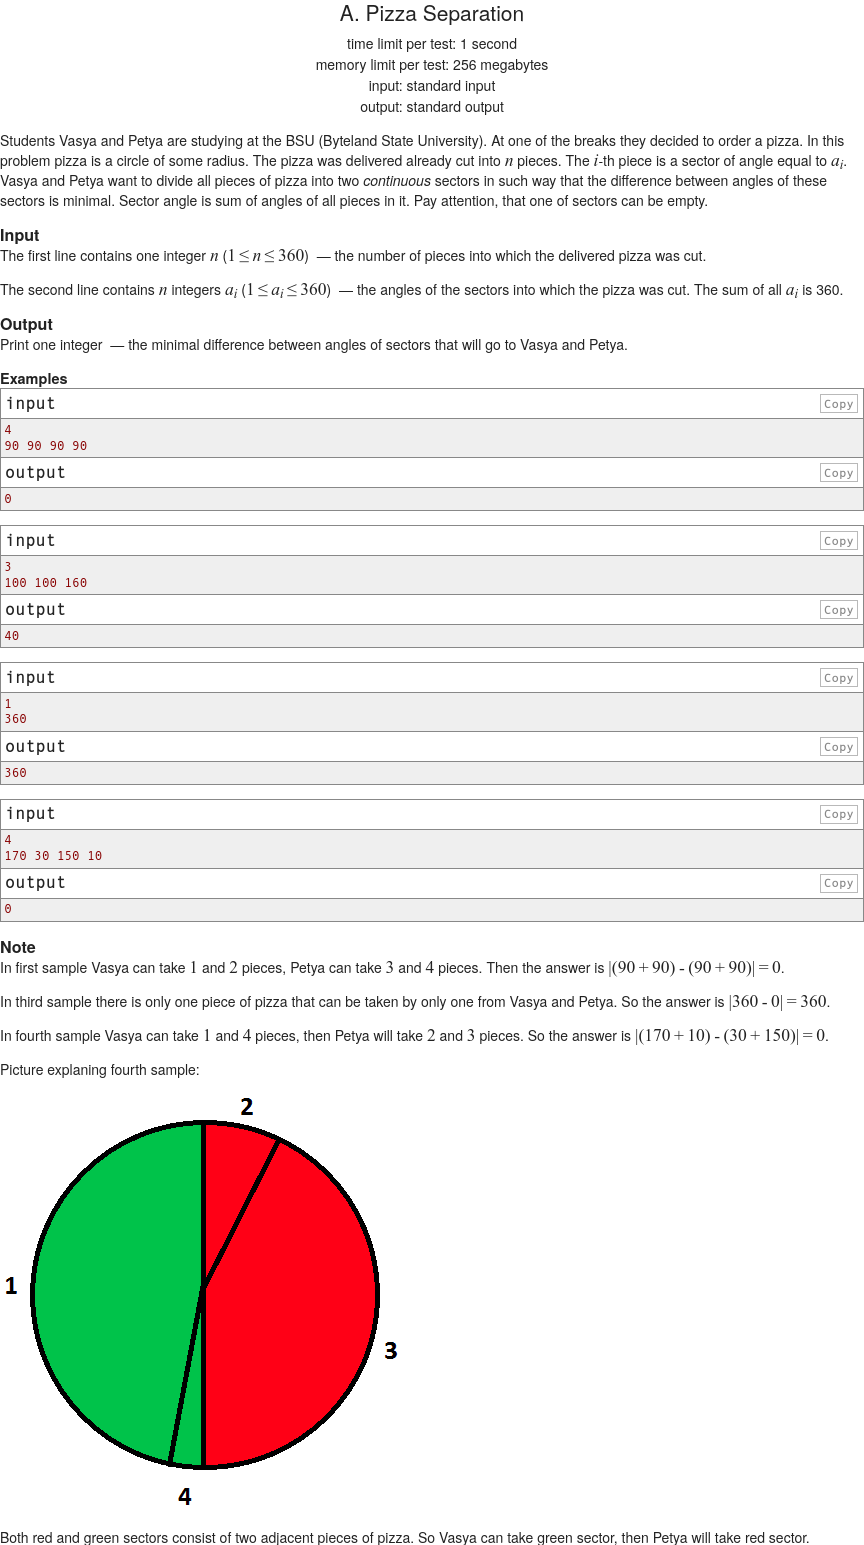 A. Pizza Separation
time limit per test: 1 second
memory limit per test: 256 megabytes
input: standard input
output: standard output
Students Vasya and Petya are studying at the BSU (Byteland State University). At one of the breaks they decided to order a pizza. In this
problem pizza is a circle of some radius. The pizza was delivered already cut into n pieces. The i-th piece is a sector of angle equal to aᵢ.
Vasya and Petya want to divide all pieces of pizza into two continuous sectors in such way that the difference between angles of these
sectors is minimal. Sector angle is sum of angles of all pieces in it. Pay attention, that one of sectors can be empty.
Input
The first line contains one integer n (1 ≤ n ≤ 360)  — the number of pieces into which the delivered pizza was cut.
The second line contains n integers aᵢ (1 ≤ aᵢ ≤ 360)  — the angles of the sectors into which the pizza was cut. The sum of all aᵢ is 360.
Output
Print one integer  — the minimal difference between angles of sectors that will go to Vasya and Petya.
Examples
input Copy
4
90 90 90 90
output Copy
0
input Copy
3
100 100 160
output Copy
40
input Copy
1
360
output Copy
360
input Copy
4
170 30 150 10
output Copy
0
Note
In first sample Vasya can take 1 and 2 pieces, Petya can take 3 and 4 pieces. Then the answer is |(90 + 90) - (90 + 90)| = 0.
In third sample there is only one piece of pizza that can be taken by only one from Vasya and Petya. So the answer is |360 - 0| = 360.
In fourth sample Vasya can take 1 and 4 pieces, then Petya will take 2 and 3 pieces. So the answer is |(170 + 10) - (30 + 150)| = 0.
Picture explaning fourth sample:
2
1
3
4
Both red and green sectors consist of two adjacent pieces of pizza. So Vasya can take green sector, then Petya will take red sector.